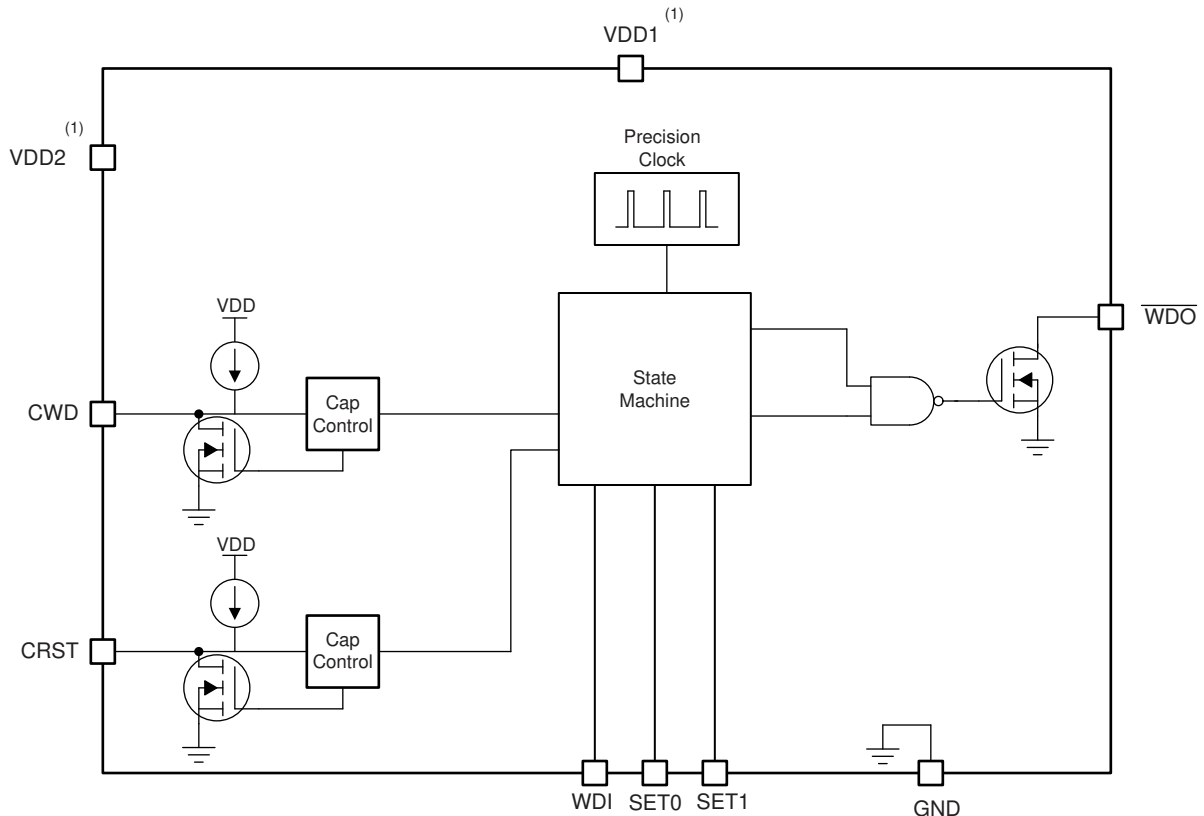 VDD1 (1)
VDD2 (1)
Precision
Clock
VDD
WDO
CWD
Cap
Control
State
Machine
VDD
CRST
Cap
Control
WDI
SET0
SET1
GND